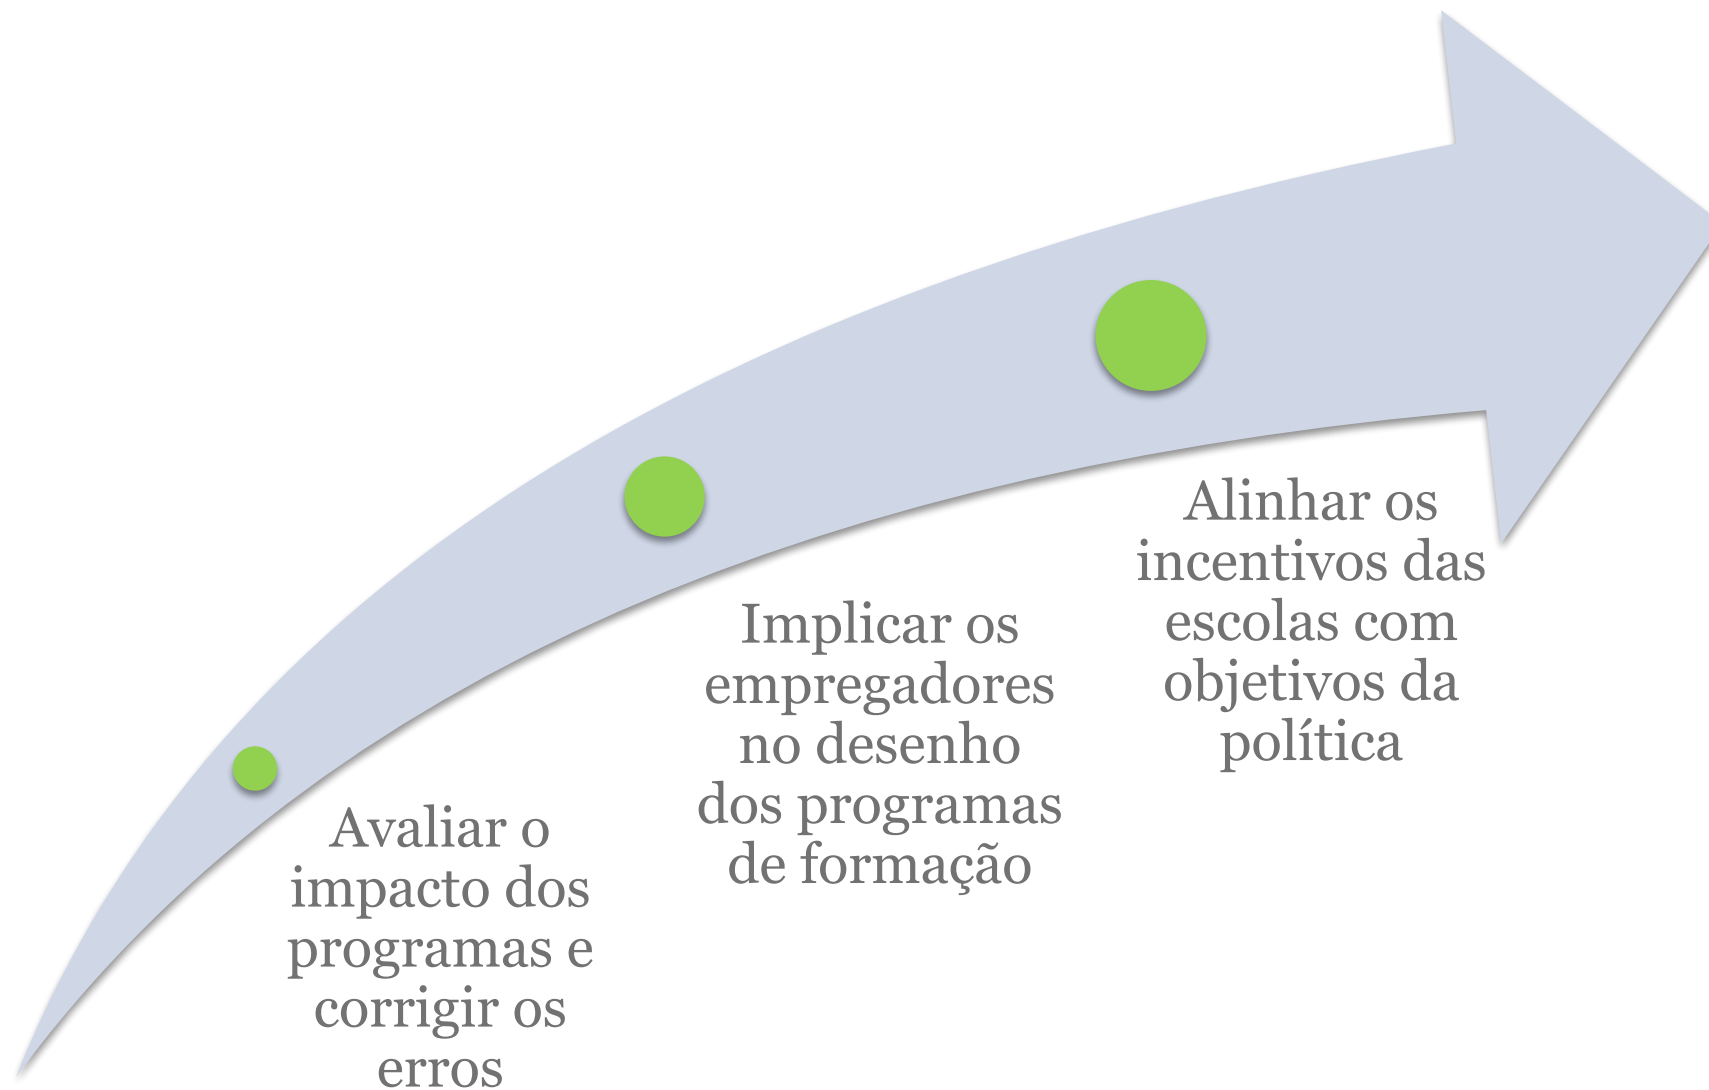 Avaliar o
impacto dos
programas e
corrigir os
erros
Implicar os
empregadores
no desenho
dos programas
de formação
Alinhar os
incentivos das
escolas com
objetivos da
política